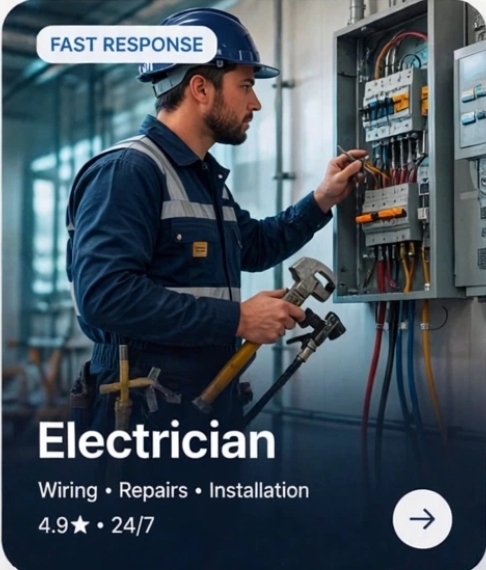 FAST RESPONSE
Electrician
Wiring • Repairs • Installation
4.9★ • 24/7